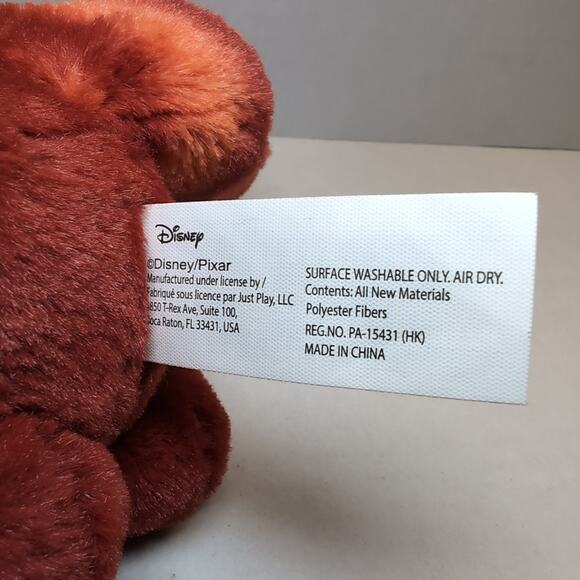 Disney
©Disney/Pixar
Manufactured under license by /
Fabriqué sous licence par Just Play, LLC
4850 T-Rex Ave, Suite 100,
Boca Raton, FL 33431, USA
SURFACE WASHABLE ONLY. AIR DRY.
Contents: All New Materials
Polyester Fibers
REG.NO. PA-15431 (HK)
MADE IN CHINA